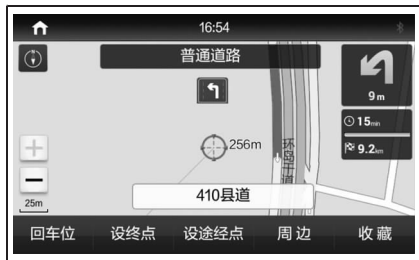 16:54
普通道路
9m
256m
15min
9.2km
环岛干道
25m
410县道
回车位 设终点 设途经点 周边 收藏